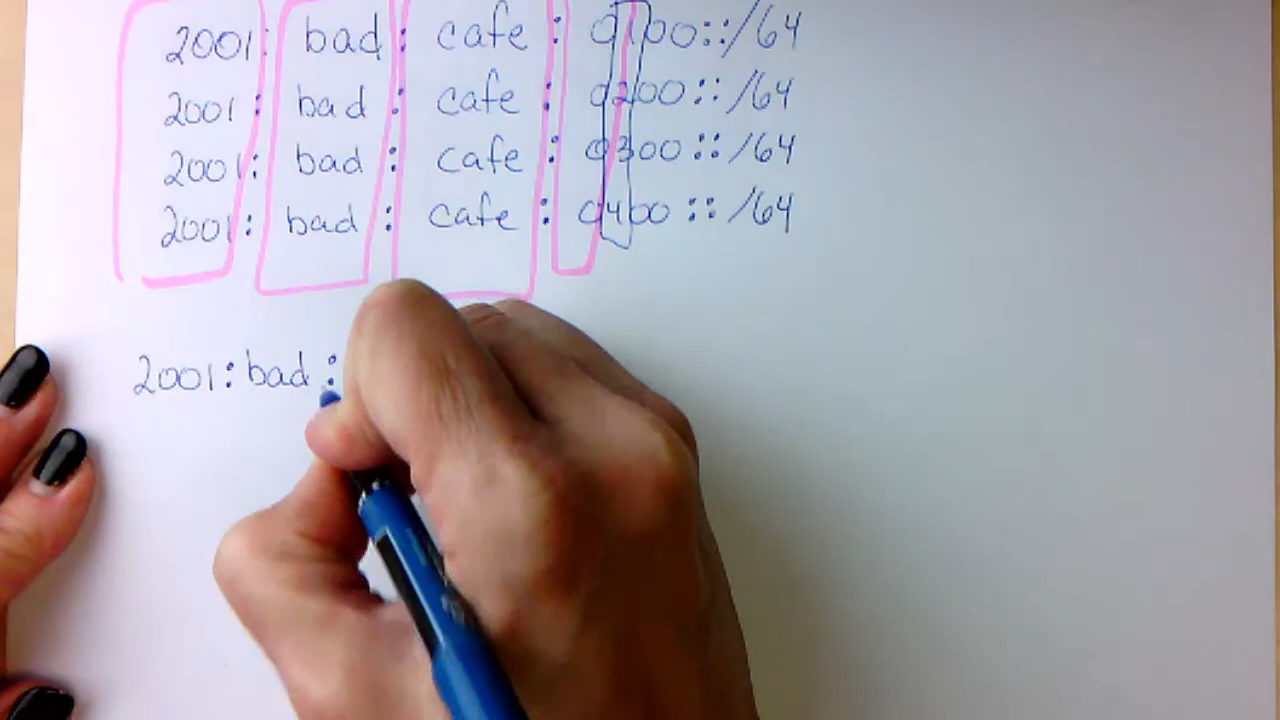 2001: bad: cafe: 0100::/64
2001: bad: cafe: 0200::/64
2001: bad: cafe: 0300::/64
2001: bad: cafe: 0400::/64
2001:bad: